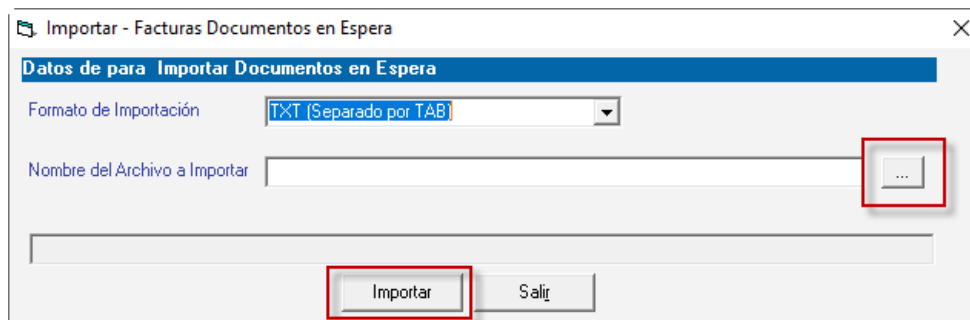 Importar - Facturas Documentos en Espera
Datos de para Importar Documentos en Espera
Formato de Importación TXT (Separado por TAB)
Nombre del Archivo a Importar ...
Importar Salir